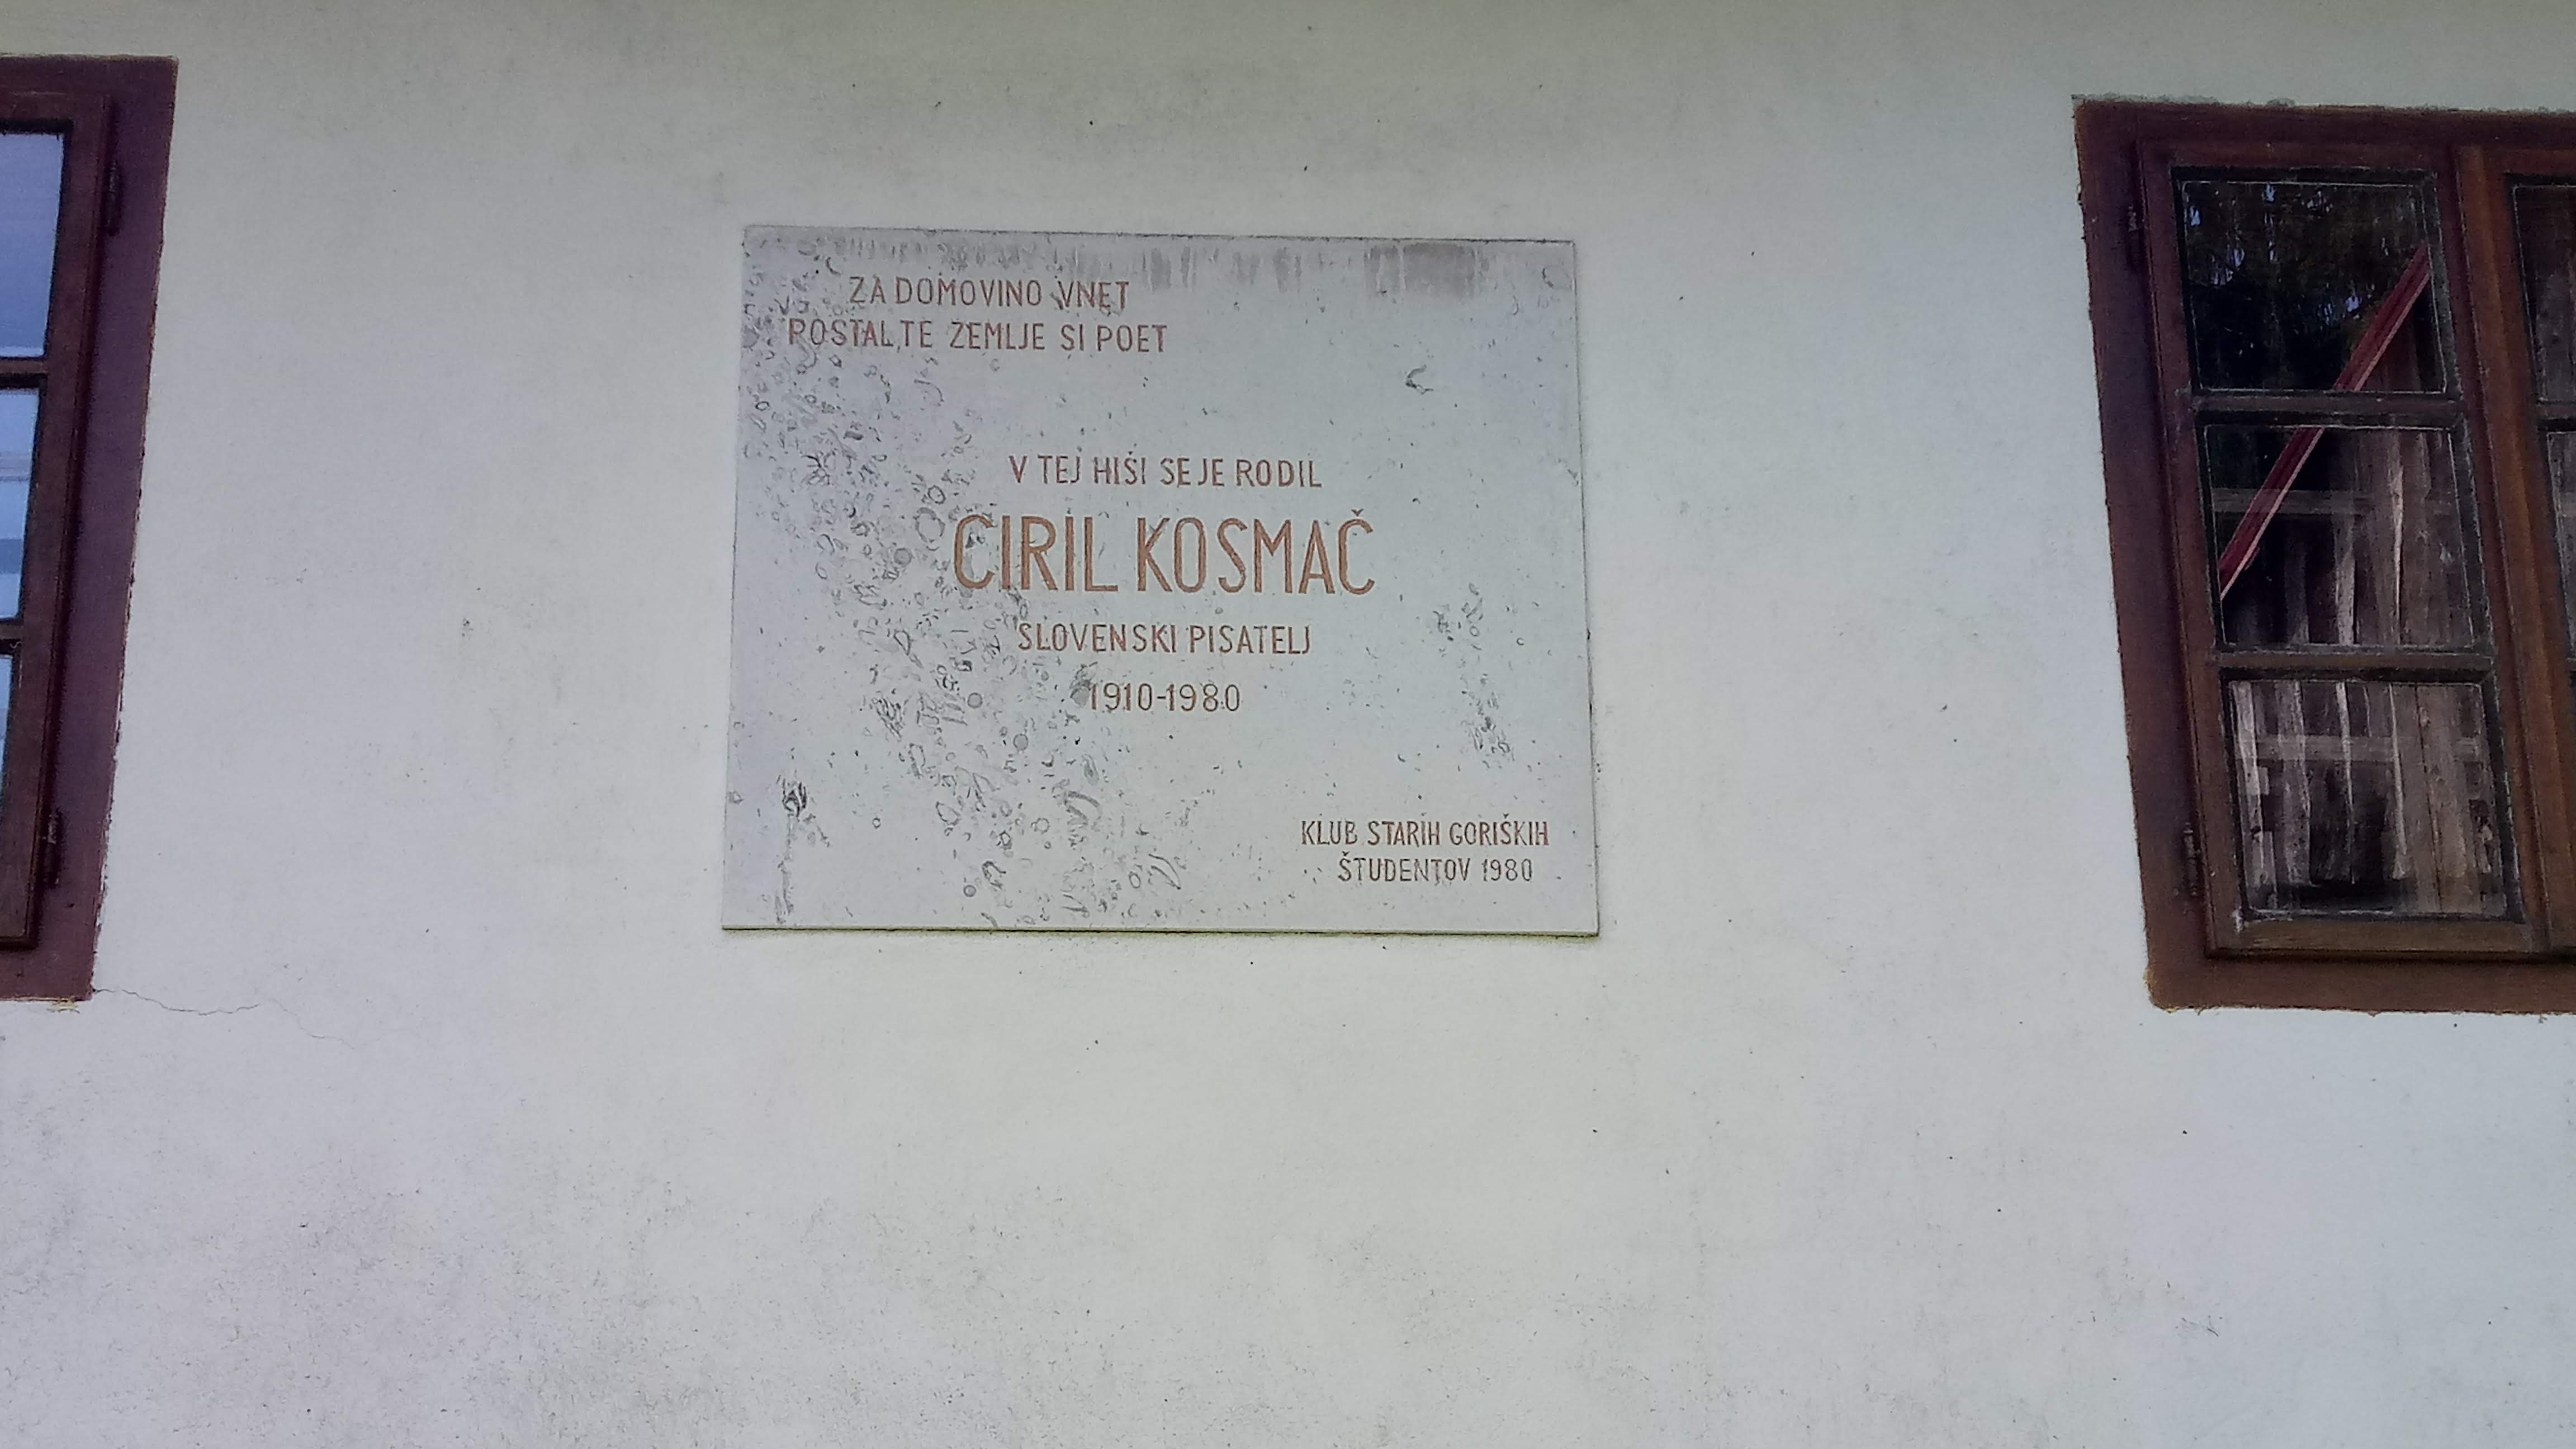 ZA DOMOVINO VNET
POSTAL TE ZEMLJE SI POET
V TEJ HIŠI SE JE RODIL
CIRIL KOSMAČ
SLOVENSKI PISATELJ
1910-1980
KLUB STARIH GORIŠKIH
ŠTUDENTOV 1980